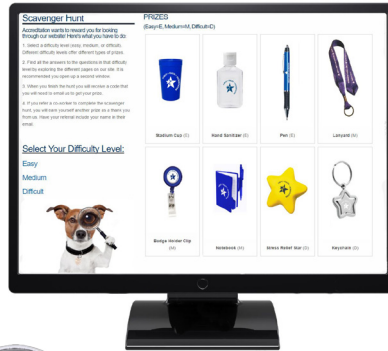 Scavenger Hunt
Accreditation wants to reward you for looking
through our website! Here's what you have to do:
1. Select a difficulty level (easy, medium, or difficult).
Different difficulty levels offer different types of prizes.
2. Find all the answers to the questions in that difficulty
level by exploring the different pages on our site. It is
recommended you open up a second window.
3. When you finish the hunt you will receive a code that
you will need to email us to get your prize.
4. If you refer a co-worker to complete the scavenger
hunt, you will earn yourself another prize as a thank you
from us, have your referral include your name in their
email.
Select Your Difficulty Level:
Easy
Medium
Difficult
PRIZES
(Easy=E, Medium=M, Difficult=D)
Stadium Cup (E)
Hand Sanitizer (E)
Pen (E)
Lanyard (M)
Badge Holder Clip
(M)
Notebook (M)
Stress Relief Star (D)
Keychain (D)